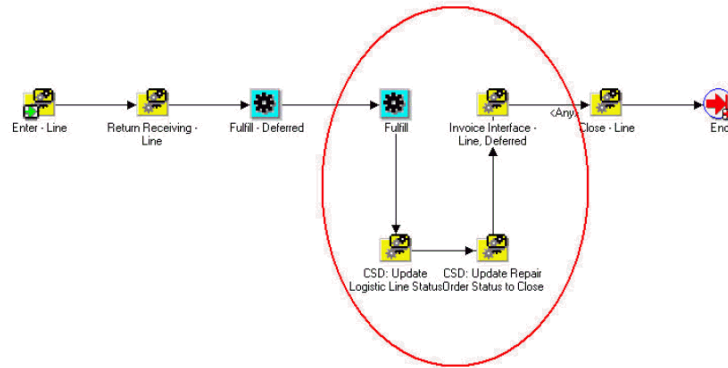 Enter - Line
Return Receiving -
Line
Fulfill - Deferred
Fulfill
Invoice Interface -
Line, Deferred
<Any>
Close - Line
End
CSD: Update
Logistic Line Status
CSD: Update Repair
Order Status to Close